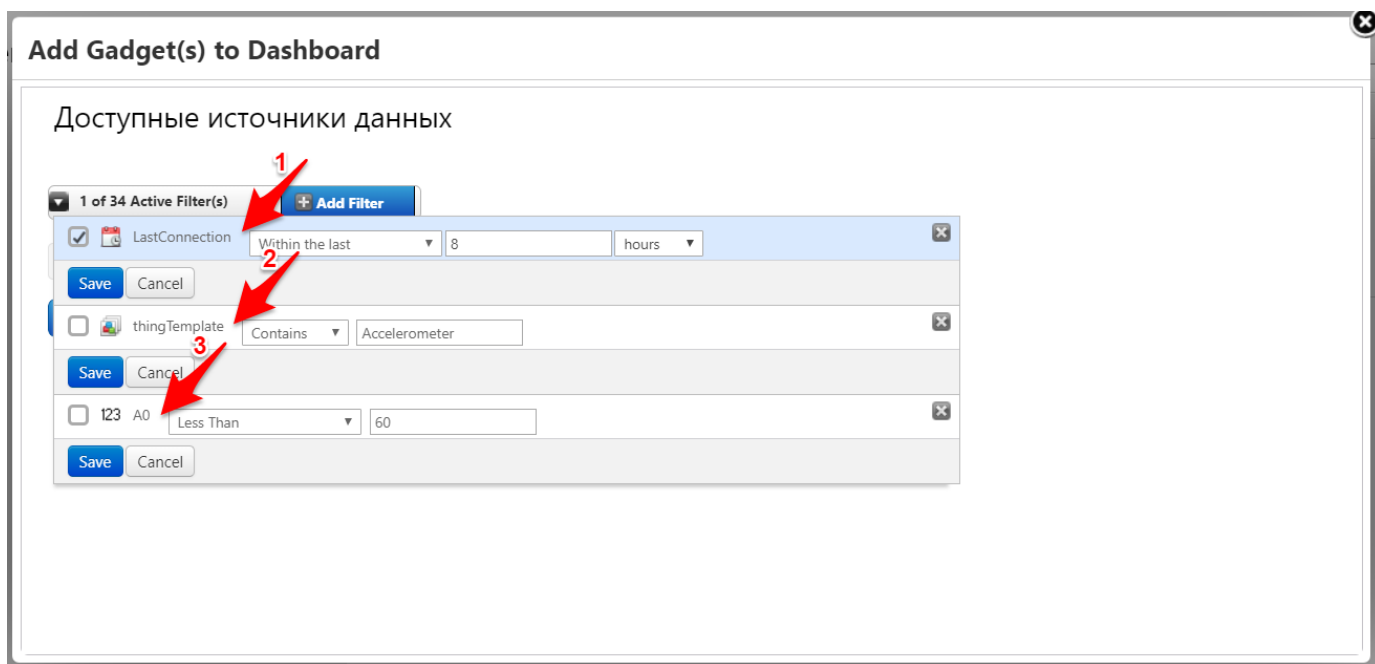 Add Gadget(s) to Dashboard
Доступные источники данных
1
1 of 34 Active Filter(s) Add Filter
LastConnection Within the last 8 hours
2
Save Cancel
thingTemplate Contains Accelerometer
3
Save Cancel
123 A0 Less Than 60
Save Cancel